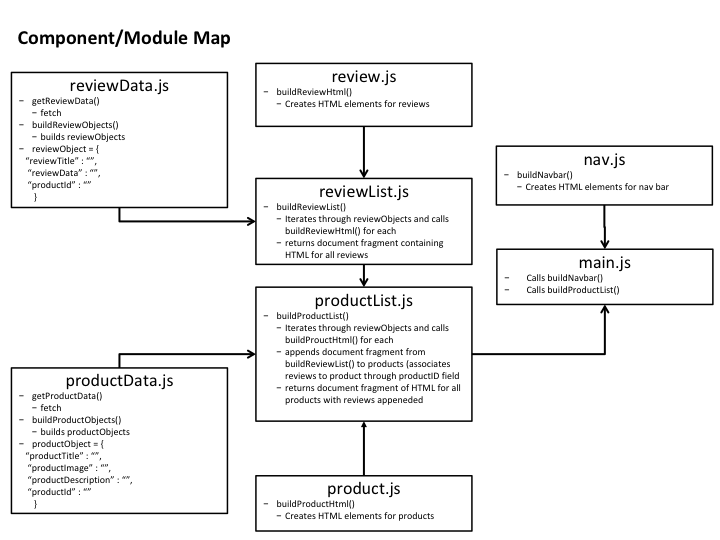 Component/Module Map
reviewData.js
− getReviewData()
− fetch
− buildReviewObjects()
− builds reviewObjects
− reviewObject = {
“reviewTitle” : “”,
“reviewData” : “”,
“productId” : “”
}
review.js
− buildReviewHtml()
− Creates HTML elements for reviews
reviewList.js
− buildReviewList()
− Iterates through reviewObjects and calls
buildReviewHtml() for each
− returns document fragment containing
HTML for all reviews
nav.js
− buildNavbar()
− Creates HTML elements for nav bar
main.js
− Calls buildNavbar()
− Calls buildProductList()
productList.js
− buildProductList()
− Iterates through reviewObjects and calls
buildProuctHtml() for each
− appends document fragment from
buildReviewList() to products (associates
reviews to product through productID field
− returns document fragment of HTML for all
products with reviews appeneded
productData.js
− getProductData()
− fetch
− buildProductObjects()
− builds productObjects
− productObject = {
“productTitle” : “”,
“productImage” : “”,
“productDescription” : “”,
“productId” : “”
}
product.js
− buildProductHtml()
− Creates HTML elements for products